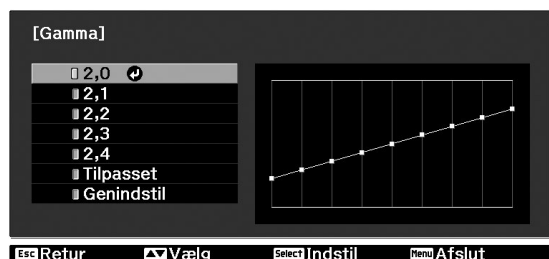 [Gamma]
2,0
2,1
2,2
2,3
2,4
Tilpasset
Genindstil
Esc Retur Vælg Select Indstil Menu Afslut